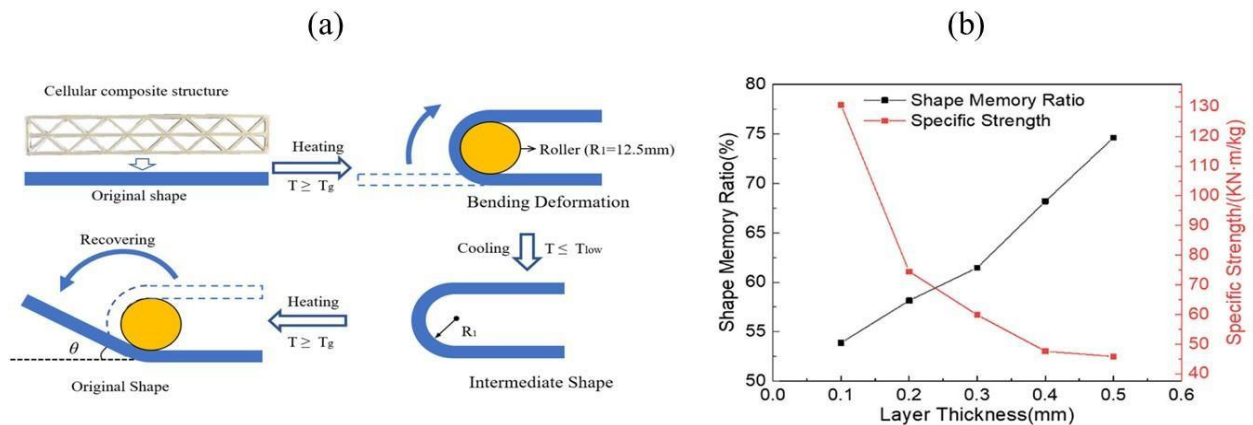 (a)
Cellular composite structure
Original shape
Heating
T ≥ Tg
Roller (R1=12.5mm)
Bending Deformation
Cooling
T ≤ Tlow
R1
Intermediate Shape
Heating
T ≥ Tg
Recovering
θ
Original Shape
(b)
Shape Memory Ratio
Specific Strength
Shape Memory Ratio(%)
80
75
70
65
60
55
50
0.0 0.1 0.2 0.3 0.4 0.5 0.6
Layer Thickness(mm)
130
120
110
100
90
80
70
60
50
40
Specific Strength/(KN·m/kg)